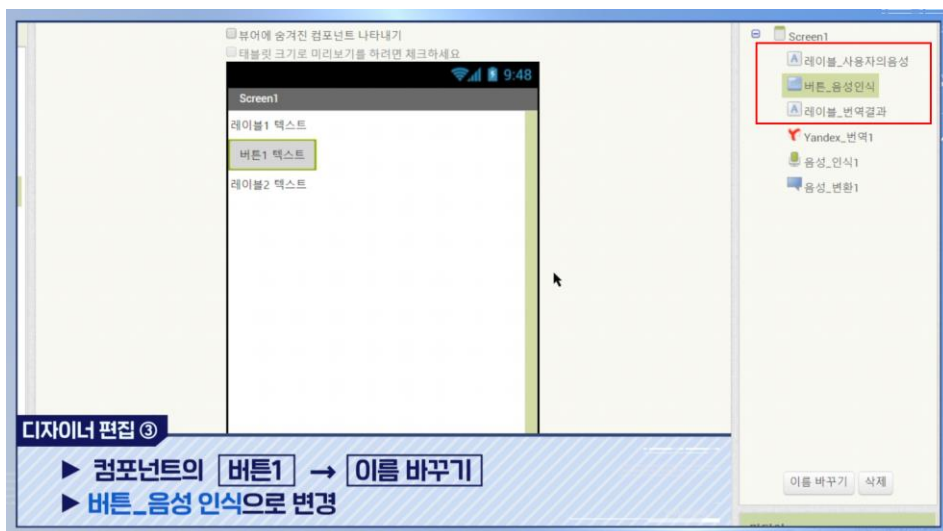 뷰어에 숨겨진 컴포넌트 나타내기
태블릿 크기로 미리보기를 하려면 체크하세요
9:48
Screen1
레이블1 텍스트
버튼1 텍스트
레이블2 텍스트
Screen1
레이블_사용자의음성
버튼_음성인식
레이블_번역결과
Yandex_번역1
음성_인식1
음성_변환1
이름 바꾸기 삭제
디자이너 편집 ③
▶ 컴포넌트의 버튼1 → 이름 바꾸기
▶ 버튼_음성 인식으로 변경